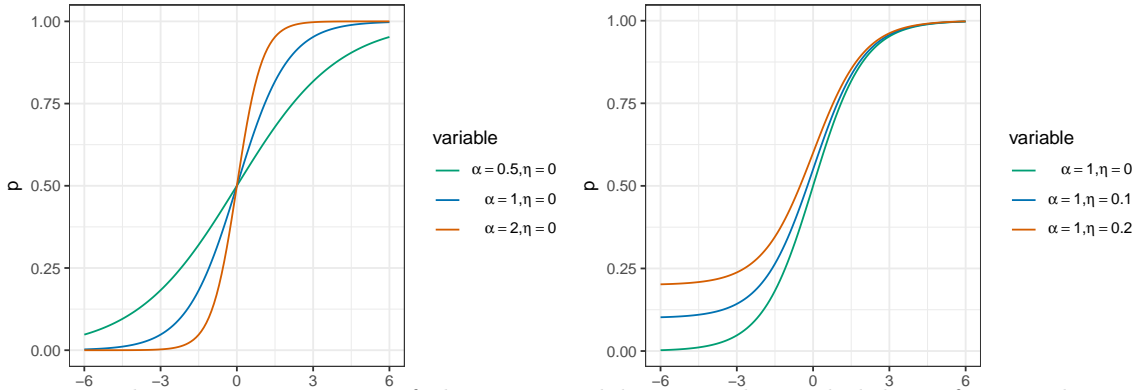 1.00
0.75
0.50
0.25
0.00
p
−6
−3
0
3
6
variable
α = 0.5,η = 0
α = 1,η = 0
α = 2,η = 0
1.00
0.75
0.50
0.25
0.00
p
−6
−3
0
3
6
variable
α = 1,η = 0
α = 1,η = 0.1
α = 1,η = 0.2